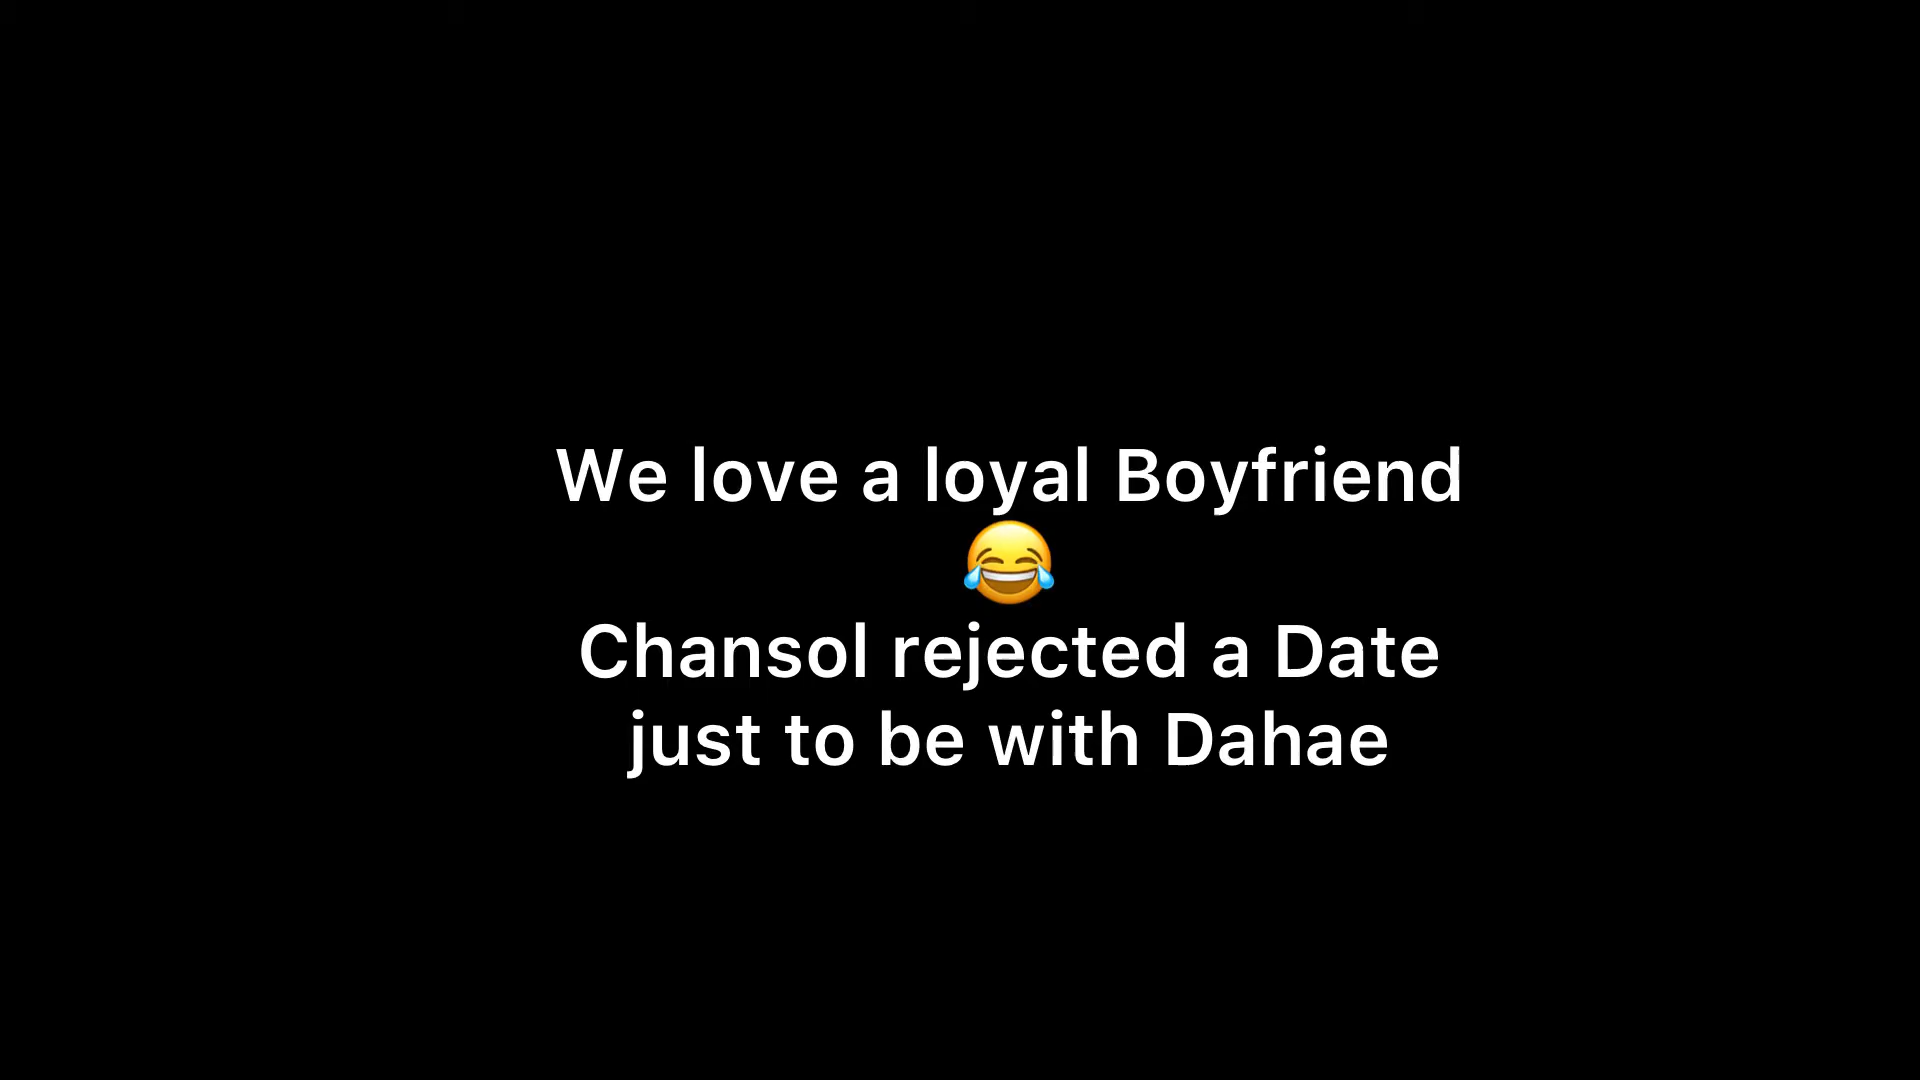 We love a loyal Boyfriend
😂
Chansol rejected a Date
just to be with Dahae